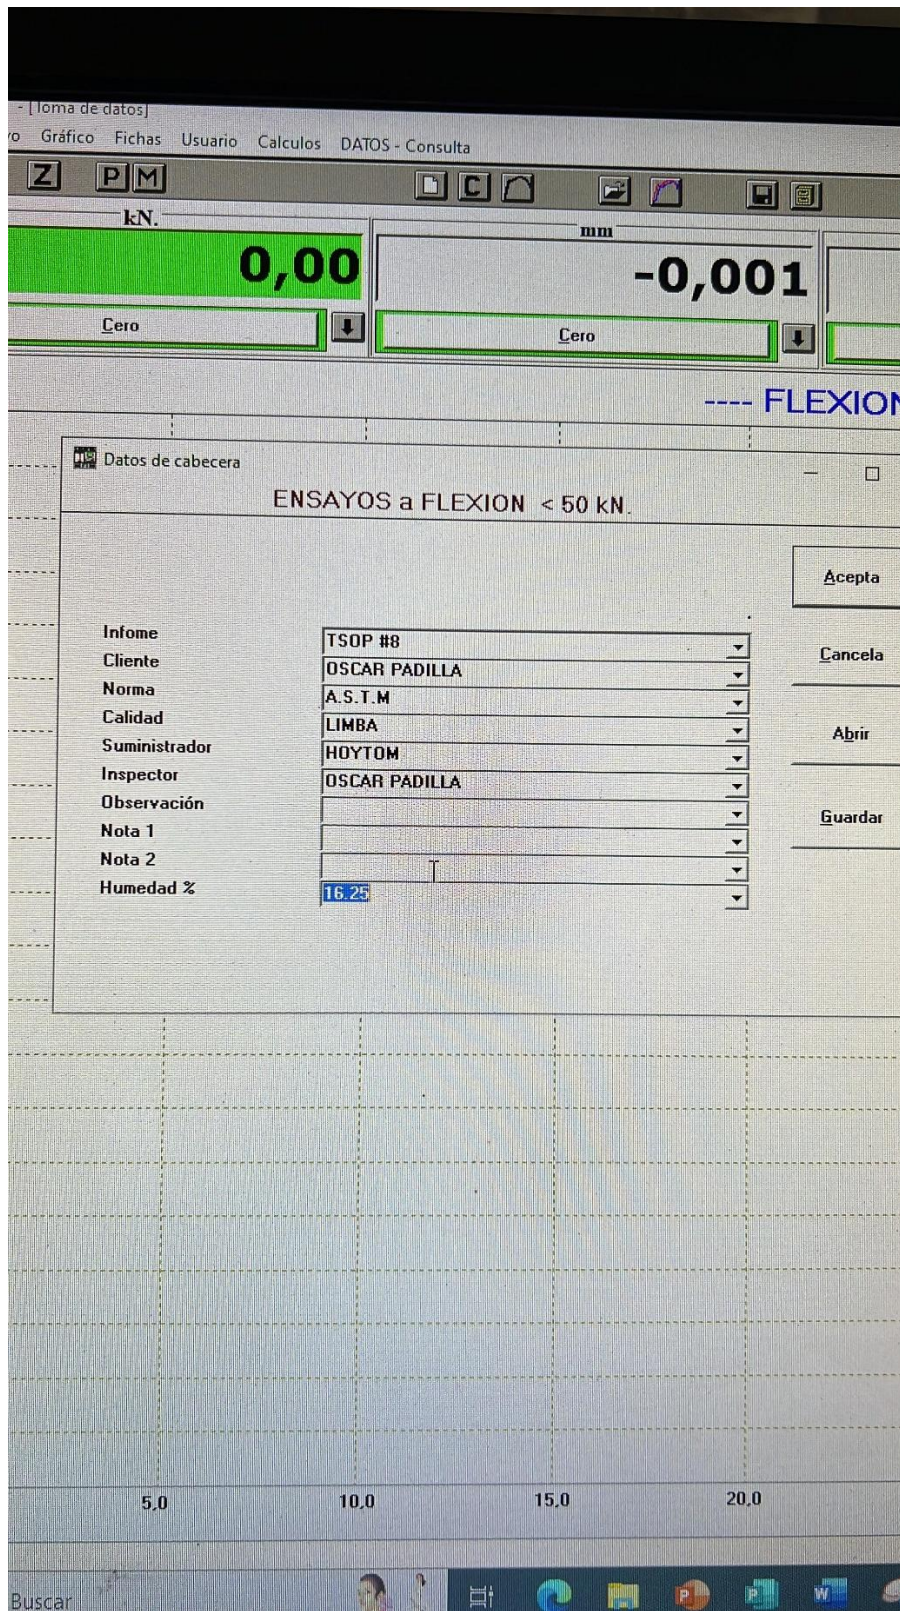 - [Toma de datos]
vo Gráfico Fichas Usuario Calculos DATOS - Consulta
Z P M C
kN. mm
0,00 -0,001
Cero Cero
---- FLEXION
Datos de cabecera
ENSAYOS a FLEXION < 50 kN.
Acepta
Infome TSOP #8
Cliente OSCAR PADILLA Cancela
Norma A.S.T.M
Calidad LIMBA Abrir
Suministrador HOYTOM
Inspector OSCAR PADILLA
Observación Guardar
Nota 1
Nota 2
Humedad % 16.25
5,0 10,0 15,0 20,0
Buscar